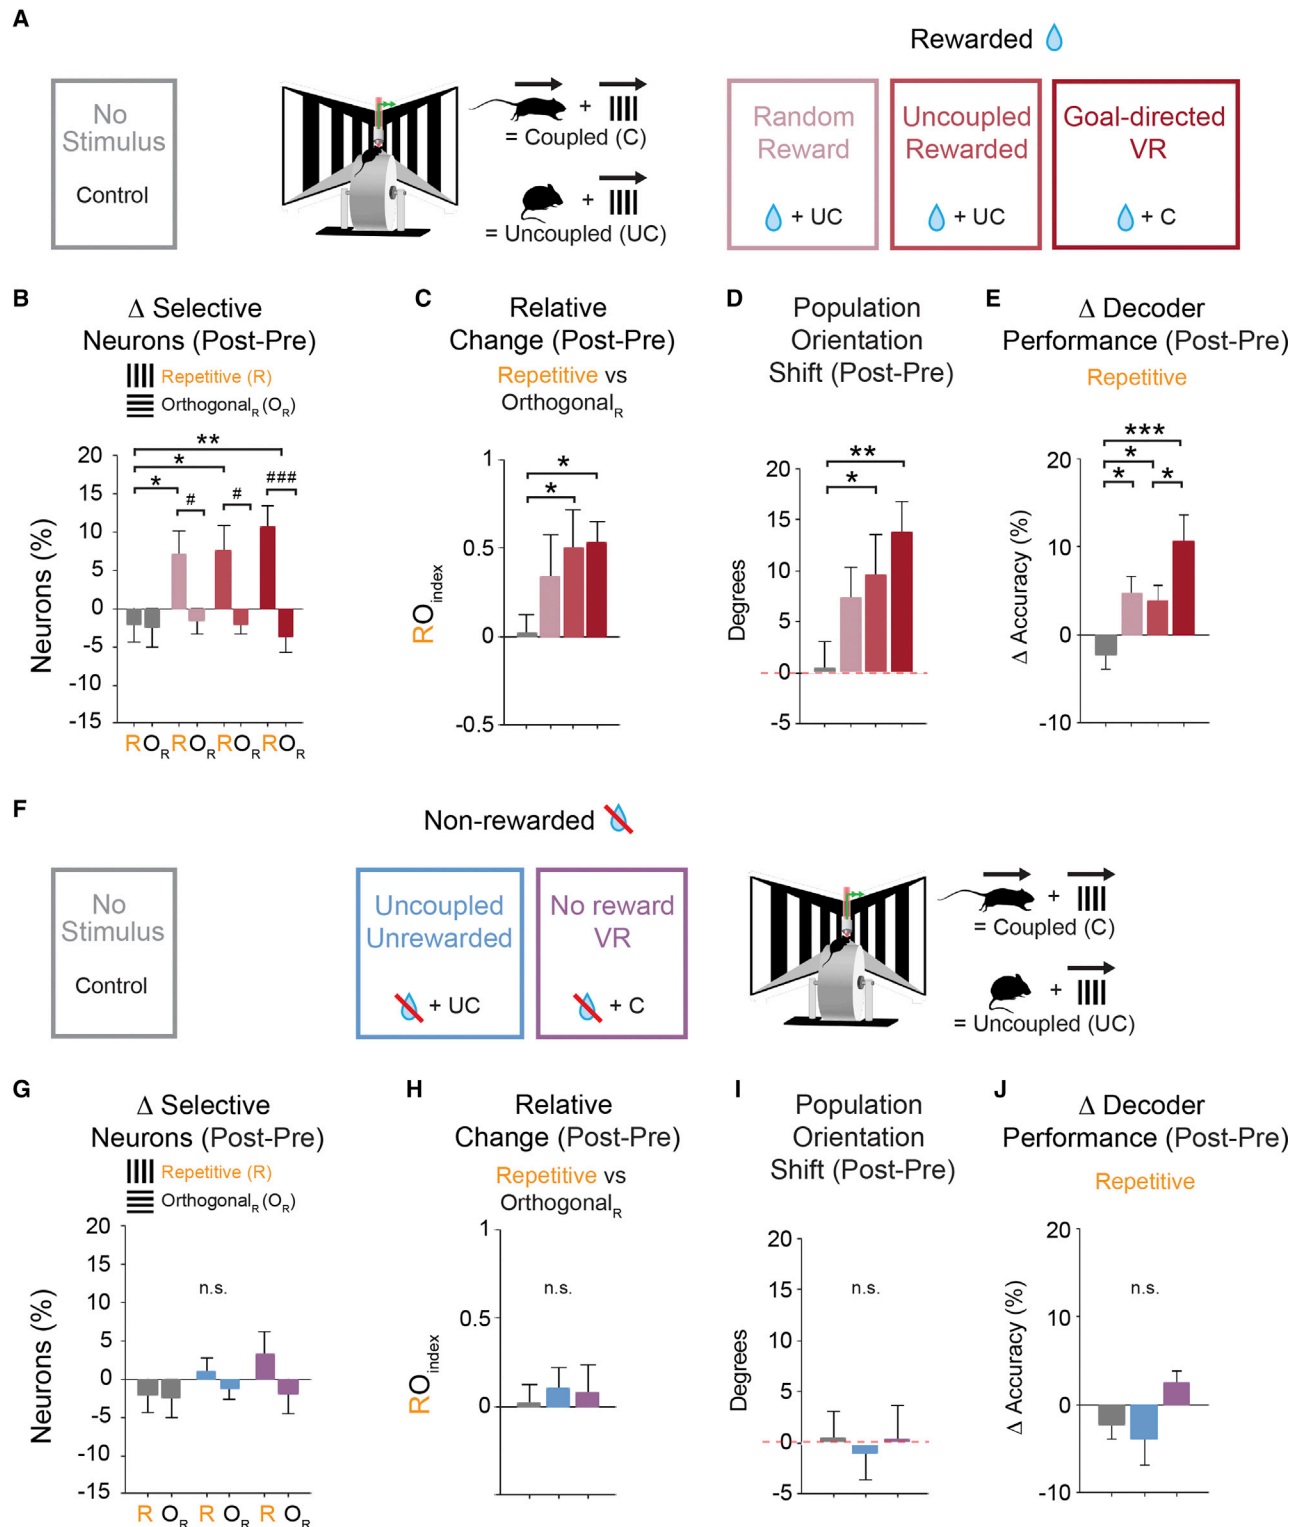 A
Rewarded
No
Stimulus
Control
+
= Coupled (C)
+
= Uncoupled (UC)
Random
Reward
+ UC
Uncoupled
Rewarded
+ UC
Goal-directed
VR
+ C
B
Δ Selective
Neurons (Post-Pre)
Repetitive (R)
Orthogonal_R (O_R)
Neurons (%)
20
15
10
5
0
-5
-10
-15
**
*
*
#
#
###
R O_R R O_R R O_R R O_R
C
Relative
Change (Post-Pre)
Repetitive vs
Orthogonal_R
RO_index
1
0.5
0
-0.5
*
*
D
Population
Orientation
Shift (Post-Pre)
Degrees
20
15
10
5
0
-5
**
*
E
Δ Decoder
Performance (Post-Pre)
Repetitive
Δ Accuracy (%)
20
10
0
-10
***
*
* *
F
Non-rewarded
No
Stimulus
Control
Uncoupled
Unrewarded
+ UC
No reward
VR
+ C
+
= Coupled (C)
+
= Uncoupled (UC)
G
Δ Selective
Neurons (Post-Pre)
Repetitive (R)
Orthogonal_R (O_R)
Neurons (%)
20
15
10
5
0
-5
-10
-15
n.s.
R O_R R O_R R O_R
H
Relative
Change (Post-Pre)
Repetitive vs
Orthogonal_R
RO_index
1
0.5
0
n.s.
I
Population
Orientation
Shift (Post-Pre)
Degrees
20
15
10
5
0
-5
n.s.
J
Δ Decoder
Performance (Post-Pre)
Repetitive
Δ Accuracy (%)
20
10
0
-10
n.s.